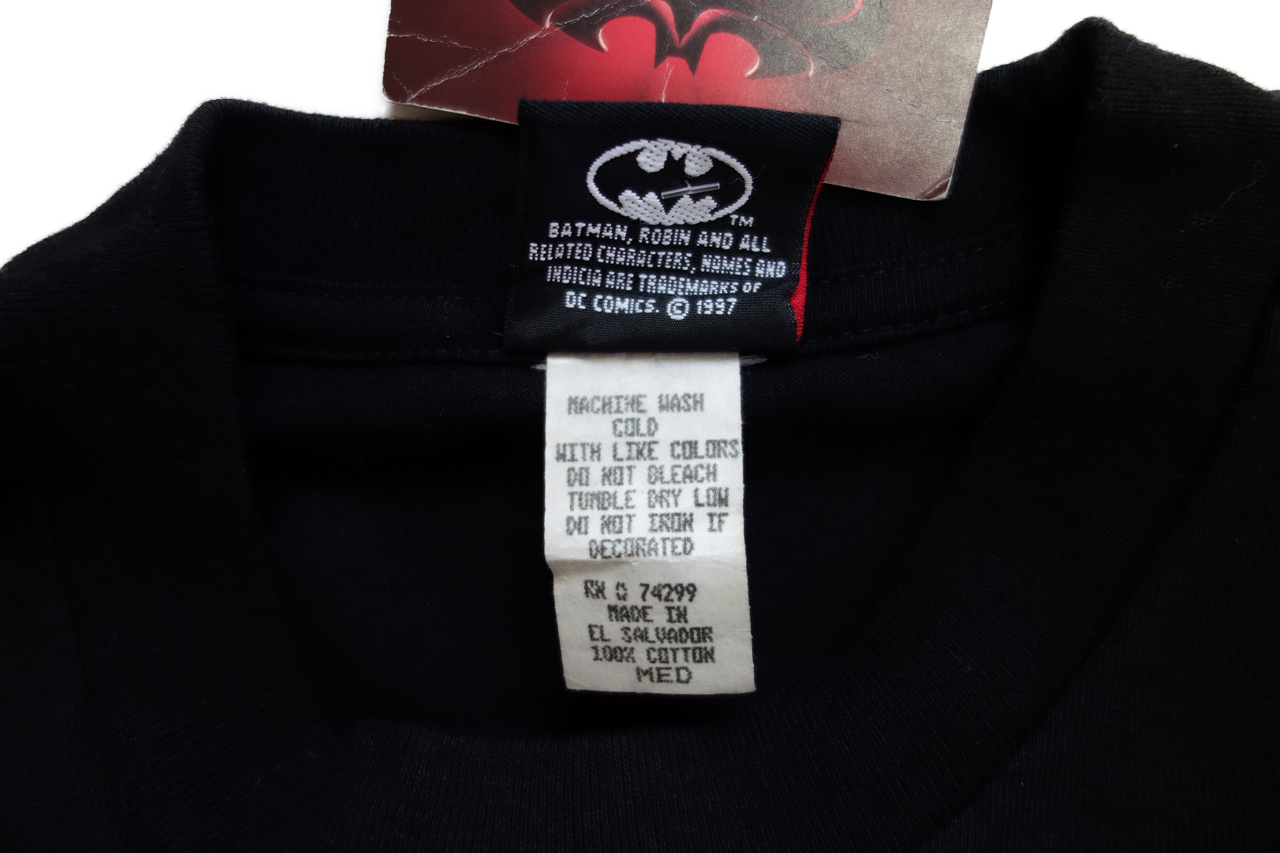 TM
BATMAN, ROBIN AND ALL
RELATED CHARACTERS, NAMES AND
INDICIA ARE TRADEMARKS OF
DC COMICS. © 1997
MACHINE WASH
COLD
WITH LIKE COLORS
DO NOT BLEACH
TUMBLE DRY LOW
DO NOT IRON IF
DECORATED
RN Q 74299
MADE IN
EL SALVADOR
100% COTTON
MED